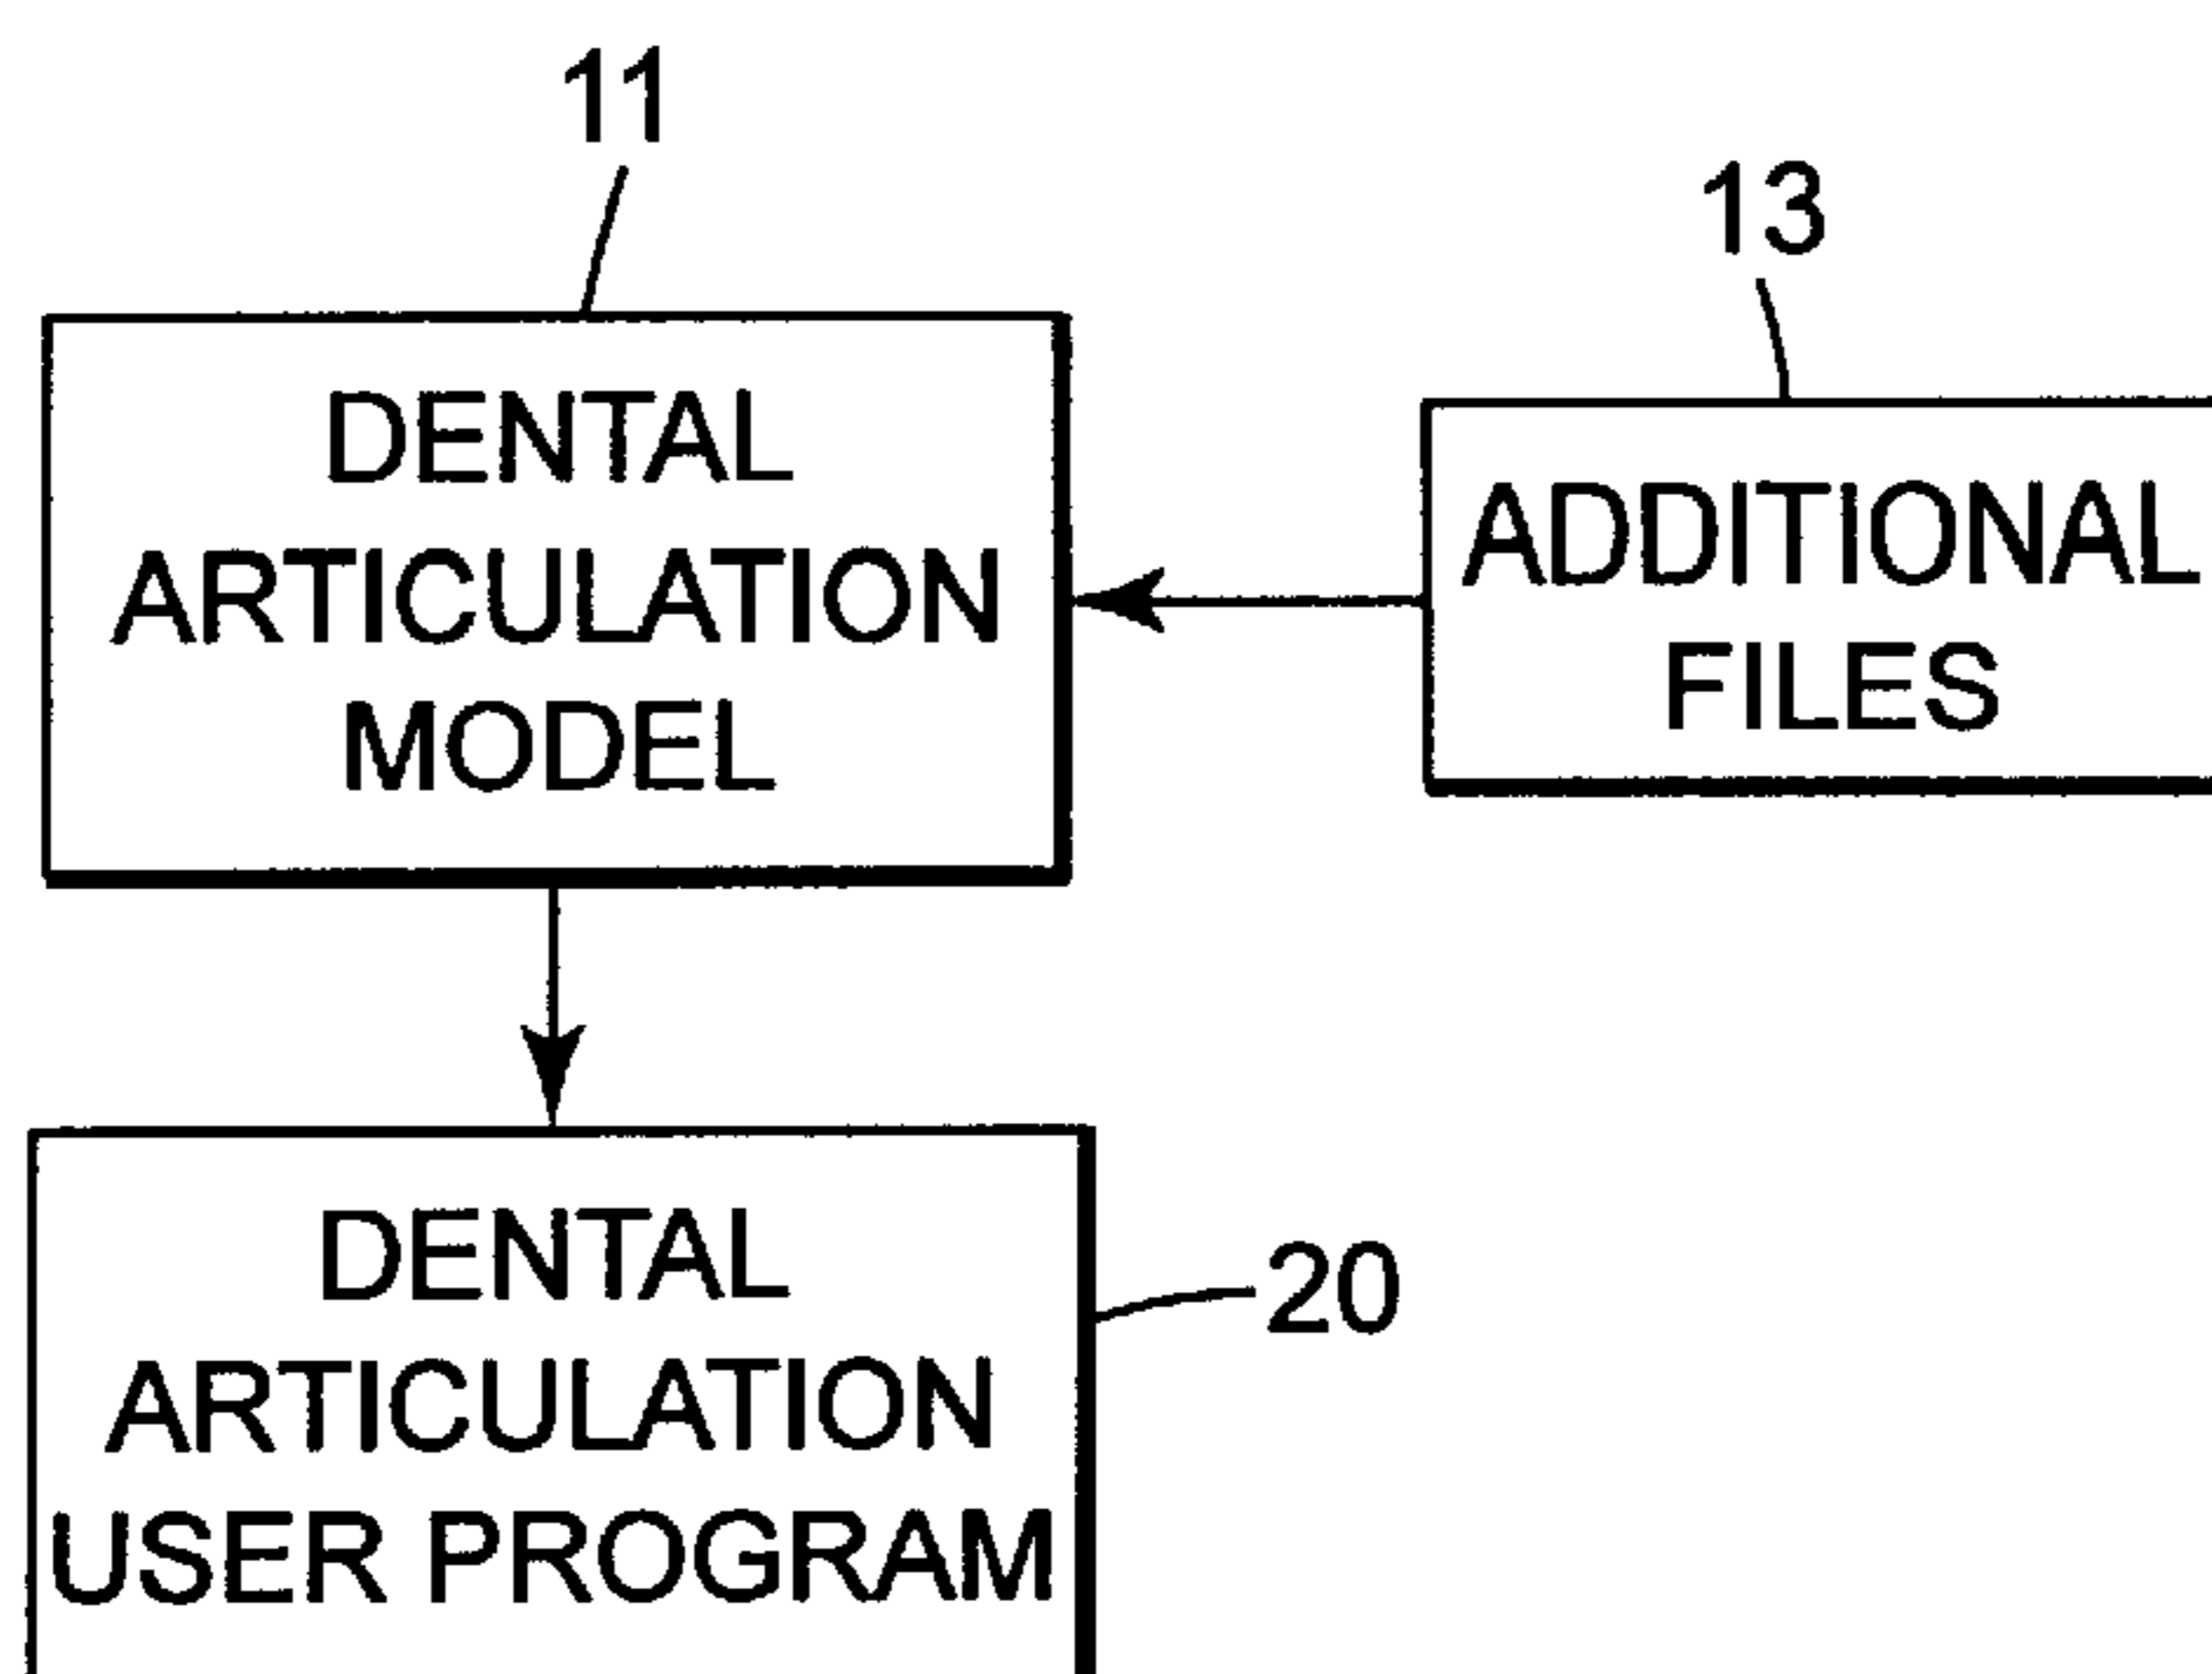 11
13
DENTAL
ARTICULATION
MODEL
ADDITIONAL
FILES
DENTAL
ARTICULATION
USER PROGRAM
20